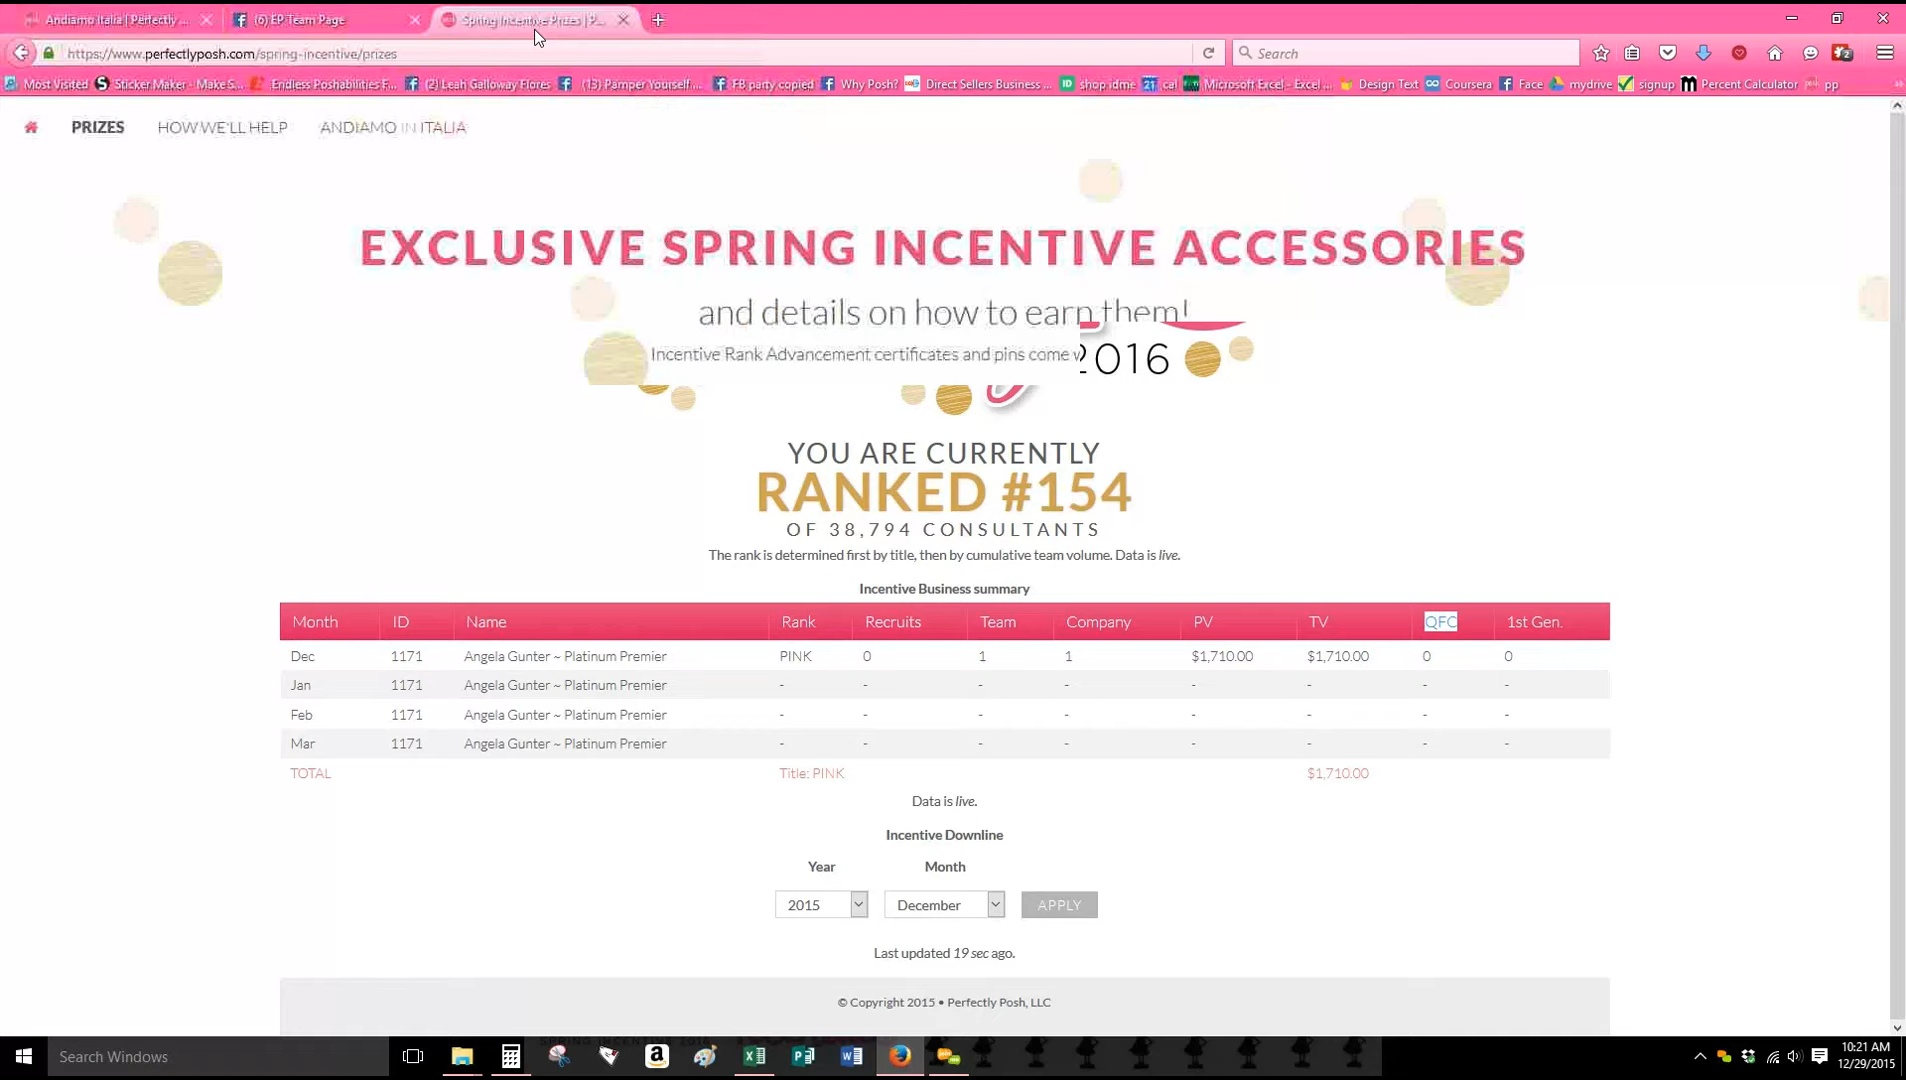 Andiamo Italia | Perfectly ...
(6) EP Team Page
Spring Incentive Prizes | P...
https://www.perfectlyposh.com/spring-incentive/prizes
Search
Most Visited
Sticker Maker - Make S...
Endless Poshabilities F...
(2) Leah Galloway Flores
(13) Pamper Yourself...
FB party copied
Why Posh?
Direct Sellers Business ...
shop idme
cal
Microsoft Excel - Excel ...
Design Text
Coursera
Face
mydrive
signup
Percent Calculator
pp
PRIZES
HOW WE'LL HELP
ANDIAMO IN ITALIA
EXCLUSIVE SPRING INCENTIVE ACCESSORIES
and details on how to earn them!
Incentive Rank Advancement certificates and pins come
2016
YOU ARE CURRENTLY
RANKED #154
OF 38,794 CONSULTANTS
The rank is determined first by title, then by cumulative team volume. Data is live.
Incentive Business summary
Month ID Name Rank Recruits Team Company PV TV QFC 1st Gen.
Dec 1171 Angela Gunter ~ Platinum Premier PINK 0 1 1 $1,710.00 $1,710.00 0 0
Jan 1171 Angela Gunter ~ Platinum Premier - - - - - - - -
Feb 1171 Angela Gunter ~ Platinum Premier - - - - - - - -
Mar 1171 Angela Gunter ~ Platinum Premier - - - - - - - -
TOTAL Title: PINK $1,710.00
Data is live.
Incentive Downline
Year Month
2015 December APPLY
Last updated 19 sec ago.
© Copyright 2015 • Perfectly Posh, LLC
Search Windows
10:21 AM
12/29/2015